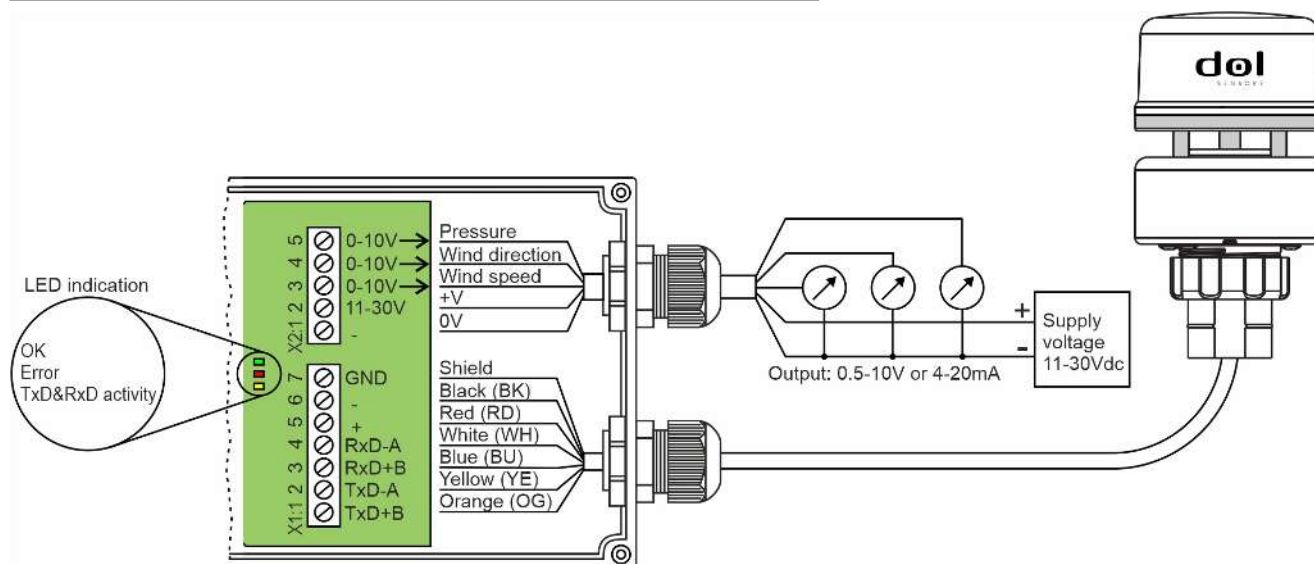 dol
SENSORS
LED indication
OK
Error
TxD&RxD activity
X2:1 2 3 4 5
0-10V
0-10V
0-10V
11-30V
-
Pressure
Wind direction
Wind speed
+V
0V
X1:1 2 3 4 5 6 7
GND
-
+
RxD-A
RxD+B
TxD-A
TxD+B
Shield
Black (BK)
Red (RD)
White (WH)
Blue (BU)
Yellow (YE)
Orange (OG)
+
-
Supply
voltage
11-30Vdc
Output: 0.5-10V or 4-20mA